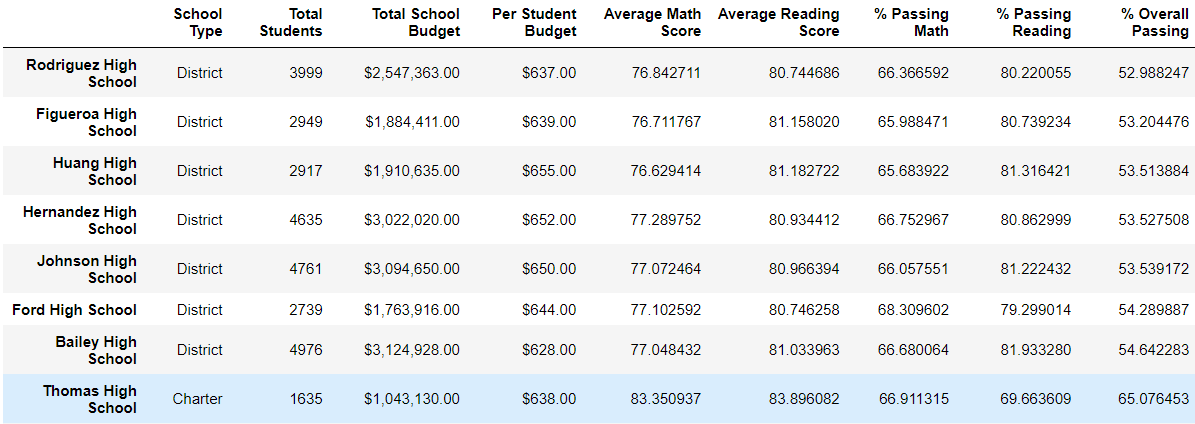 School Type Total Students Total School Budget Per Student Budget Average Math Score Average Reading Score % Passing Math % Passing Reading % Overall Passing
Rodriguez High School District 3999 $2,547,363.00 $637.00 76.842711 80.744686 66.366592 80.220055 52.988247
Figueroa High School District 2949 $1,884,411.00 $639.00 76.711767 81.158020 65.988471 80.739234 53.204476
Huang High School District 2917 $1,910,635.00 $655.00 76.629414 81.182722 65.683922 81.316421 53.513884
Hernandez High School District 4635 $3,022,020.00 $652.00 77.289752 80.934412 66.752967 80.862999 53.527508
Johnson High School District 4761 $3,094,650.00 $650.00 77.072464 80.966394 66.057551 81.222432 53.539172
Ford High School District 2739 $1,763,916.00 $644.00 77.102592 80.746258 68.309602 79.299014 54.289887
Bailey High School District 4976 $3,124,928.00 $628.00 77.048432 81.033963 66.680064 81.933280 54.642283
Thomas High School Charter 1635 $1,043,130.00 $638.00 83.350937 83.896082 66.911315 69.663609 65.076453